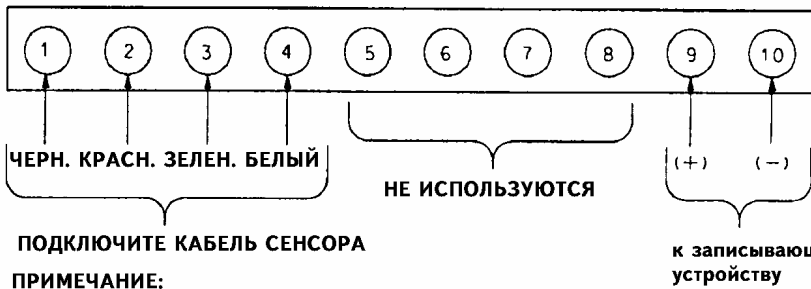 1 2 3 4 5 6 7 8 9 10
ЧЕРН. КРАСН. ЗЕЛЕН. БЕЛЫЙ (+) (−)
НЕ ИСПОЛЬЗУЮТСЯ
ПОДКЛЮЧИТЕ КАБЕЛЬ СЕНСОРА
к записывающ
устройству
ПРИМЕЧАНИЕ: